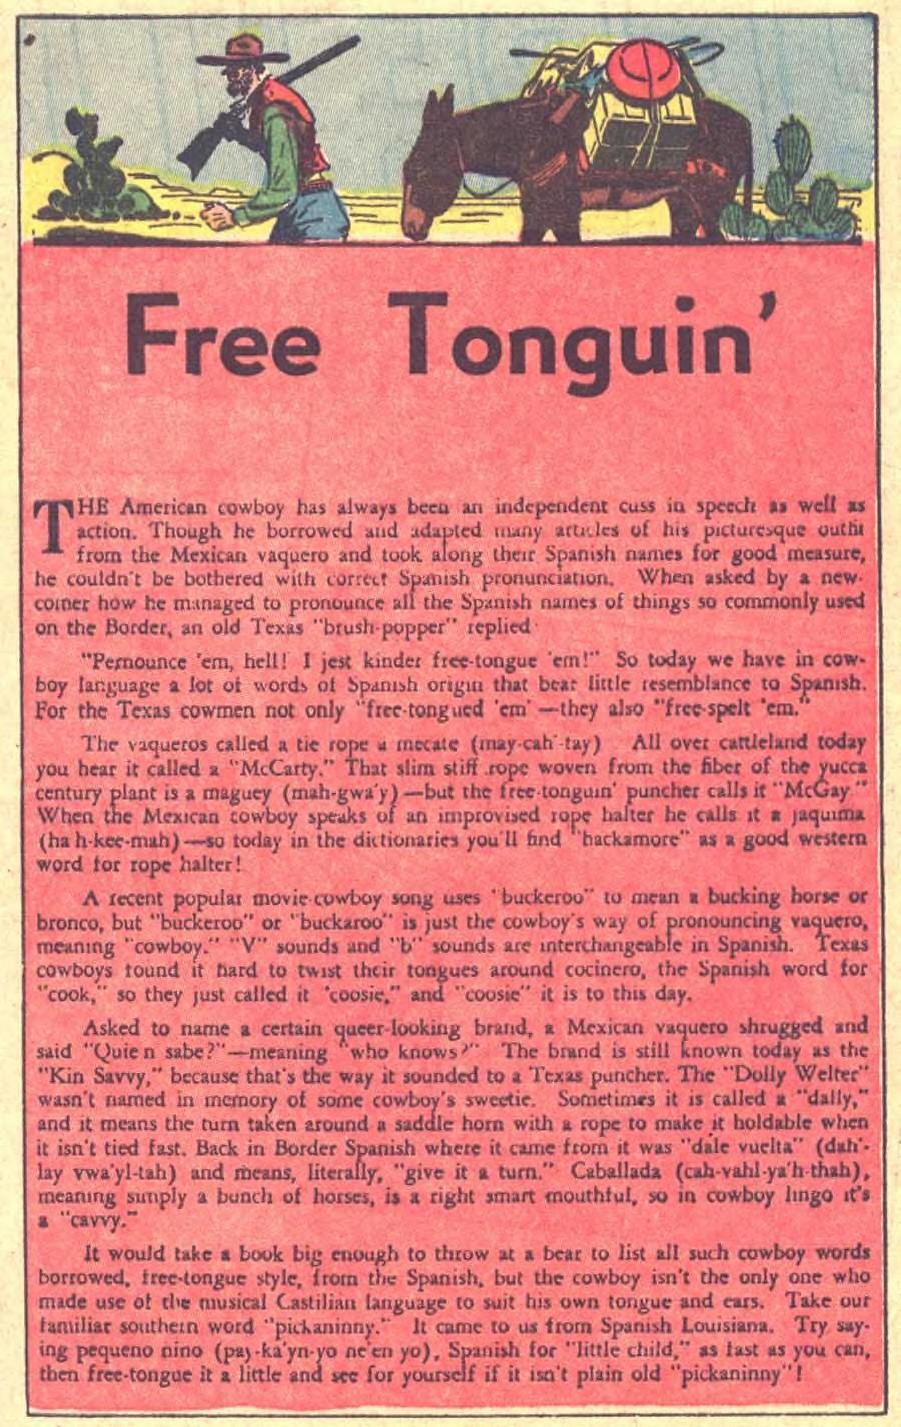 Free Tonguin'
THE American cowboy has always been an independent cuss in speech as well as
action. Though he borrowed and adapted many articles of his picturesque outfit
from the Mexican vaquero and took along their Spanish names for good measure,
he couldn't be bothered with correct Spanish pronunciation. When asked by a new-
comer how he managed to pronounce all the Spanish names of things so commonly used
on the Border, an old Texas "brush-popper" replied
"Pernounce 'em, hell! I jest kinder free-tongue 'em!" So today we have in cow-
boy language a lot of words of Spanish origin that bear little resemblance to Spanish.
For the Texas cowmen not only "free-tongued 'em'—they also "free-spelt 'em."
The vaqueros called a tie rope a mecate (may-cah'-tay) All over cattleland today
you hear it called a "McCarty." That slim stiff rope woven from the fiber of the yucca
century plant is a maguey (mah-gwa'y)—but the free-tonguin' puncher calls it "McGay."
When the Mexican cowboy speaks of an improvised rope halter he calls it a jaquima
(ha h-kee-mah)—so today in the dictionaries you'll find "hackamore" as a good western
word for rope halter!
A recent popular movie-cowboy song uses "buckeroo" to mean a bucking horse or
bronco, but "buckeroo" or "buckaroo" is just the cowboy's way of pronouncing vaquero,
meaning "cowboy." "V" sounds and "b" sounds are interchangeable in Spanish. Texas
cowboys found it hard to twist their tongues around cocinero, the Spanish word for
"cook," so they just called it 'coosie," and "coosie" it is to this day.
Asked to name a certain queer-looking brand, a Mexican vaquero shrugged and
said "Quie n sabe?"—meaning "who knows?" The brand is still known today as the
"Kin Savvy," because that's the way it sounded to a Texas puncher. The "Dolly Welter"
wasn't named in memory of some cowboy's sweetie. Sometimes it is called a "dally,"
and it means the turn taken around a saddle horn with a rope to make it holdable when
it isn't tied fast. Back in Border Spanish where it came from it was "dale vuelta" (dah'-
lay vwa'yl-tah) and means, literally, "give it a turn." Caballada (cah-vahl-ya'h-thah),
meaning simply a bunch of horses, is a right smart mouthful, so in cowboy lingo it's
a "cavvy."
It would take a book big enough to throw at a bear to list all such cowboy words
borrowed, free-tongue style, from the Spanish, but the cowboy isn't the only one who
made use of the musical Castilian language to suit his own tongue and ears. Take our
familiar southern word "pickaninny." It came to us from Spanish Louisiana. Try say-
ing pequeno nino (pay-ka'yn-yo ne'en yo), Spanish for "little child," as fast as you can,
then free-tongue it a little and see for yourself if it isn't plain old "pickaninny"!